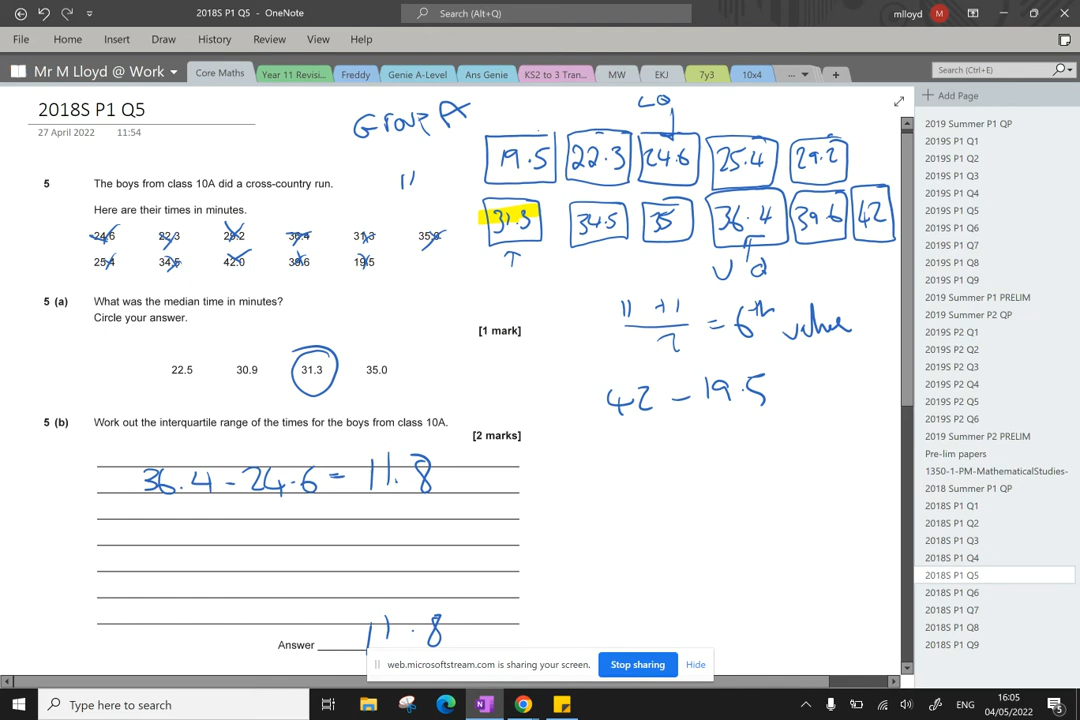 2018S P1 Q5 - OneNote
Search (Alt+Q)
mlloyd M
File Home Insert Draw History Review View Help
Mr M Lloyd @ Work
Core Maths Year 11 Revisi... Freddy Genie A-Level Ans Genie KS2 to 3 Tran... MW EKJ 7y3 10x4 ... +
Search (Ctrl+E)
2018S P1 Q5
27 April 2022 11:54
5 The boys from class 10A did a cross-country run.
Here are their times in minutes.
24.6 22.3 29.2 36.4 31.3 35.0
25.4 34.5 42.0 39.6 19.5
5 (a) What was the median time in minutes?
Circle your answer.
[1 mark]
22.5 30.9 31.3 35.0
5 (b) Work out the interquartile range of the times for the boys from class 10A.
[2 marks]
36.4 - 24.6 = 11.8
Answer 11.8
11
LQ
19.5 22.3 24.6 25.4 29.2
31.3 34.5 35 36.4 39.6 42
UQ
11 +1
2
= 6th value
42 - 19.5
Add Page
2019 Summer P1 QP
2019S P1 Q1
2019S P1 Q2
2019S P1 Q3
2019S P1 Q4
2019S P1 Q5
2019S P1 Q6
2019S P1 Q7
2019S P1 Q8
2019S P1 Q9
2019 Summer P1 PRELIM
2019 Summer P2 QP
2019S P2 Q1
2019S P2 Q2
2019S P2 Q3
2019S P2 Q4
2019S P2 Q5
2019S P2 Q6
2019 Summer P2 PRELIM
Pre-lim papers
1350-1-PM-MathematicalStudies-
2018 Summer P1 QP
2018S P1 Q1
2018S P1 Q2
2018S P1 Q3
2018S P1 Q4
2018S P1 Q5
2018S P1 Q6
2018S P1 Q7
2018S P1 Q8
2018S P1 Q9
web.microsoftstream.com is sharing your screen. Stop sharing Hide
Type here to search
ENG
16:05
04/05/2022
5